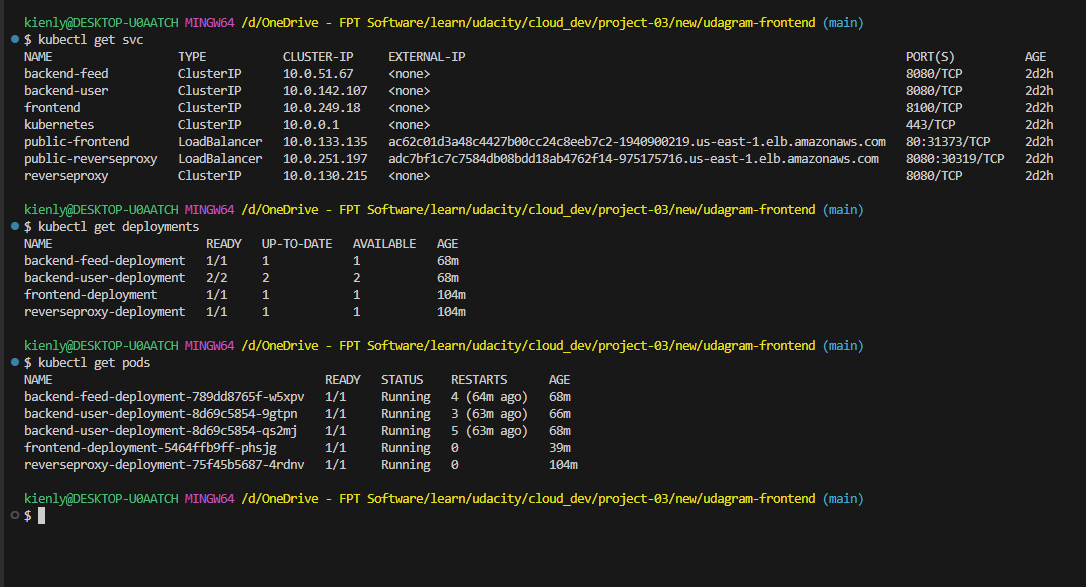 kienly@DESKTOP-U0AATCH MINGW64 /d/OneDrive - FPT Software/learn/udacity/cloud_dev/project-03/new/udagram-frontend (main)
$ kubectl get svc
NAME TYPE CLUSTER-IP EXTERNAL-IP PORT(S) AGE
backend-feed ClusterIP 10.0.51.67 <none> 8080/TCP 2d2h
backend-user ClusterIP 10.0.142.107 <none> 8080/TCP 2d2h
frontend ClusterIP 10.0.249.18 <none> 8100/TCP 2d2h
kubernetes ClusterIP 10.0.0.1 <none> 443/TCP 2d2h
public-frontend LoadBalancer 10.0.133.135 ac62c01d3a48c4427b00cc24c8eeb7c2-1940900219.us-east-1.elb.amazonaws.com 80:31373/TCP 2d2h
public-reverseproxy LoadBalancer 10.0.251.197 adc7bf1c7c7584db08bdd18ab4762f14-975175716.us-east-1.elb.amazonaws.com 8080:30319/TCP 2d2h
reverseproxy ClusterIP 10.0.130.215 <none> 8080/TCP 2d2h
kienly@DESKTOP-U0AATCH MINGW64 /d/OneDrive - FPT Software/learn/udacity/cloud_dev/project-03/new/udagram-frontend (main)
$ kubectl get deployments
NAME READY UP-TO-DATE AVAILABLE AGE
backend-feed-deployment 1/1 1 1 68m
backend-user-deployment 2/2 2 2 68m
frontend-deployment 1/1 1 1 104m
reverseproxy-deployment 1/1 1 1 104m
kienly@DESKTOP-U0AATCH MINGW64 /d/OneDrive - FPT Software/learn/udacity/cloud_dev/project-03/new/udagram-frontend (main)
$ kubectl get pods
NAME READY STATUS RESTARTS AGE
backend-feed-deployment-789dd8765f-w5xpv 1/1 Running 4 (64m ago) 68m
backend-user-deployment-8d69c5854-9gtpn 1/1 Running 3 (63m ago) 66m
backend-user-deployment-8d69c5854-qs2mj 1/1 Running 5 (63m ago) 68m
frontend-deployment-5464ffb9ff-phsjg 1/1 Running 0 39m
reverseproxy-deployment-75f45b5687-4rdnv 1/1 Running 0 104m
kienly@DESKTOP-U0AATCH MINGW64 /d/OneDrive - FPT Software/learn/udacity/cloud_dev/project-03/new/udagram-frontend (main)
$